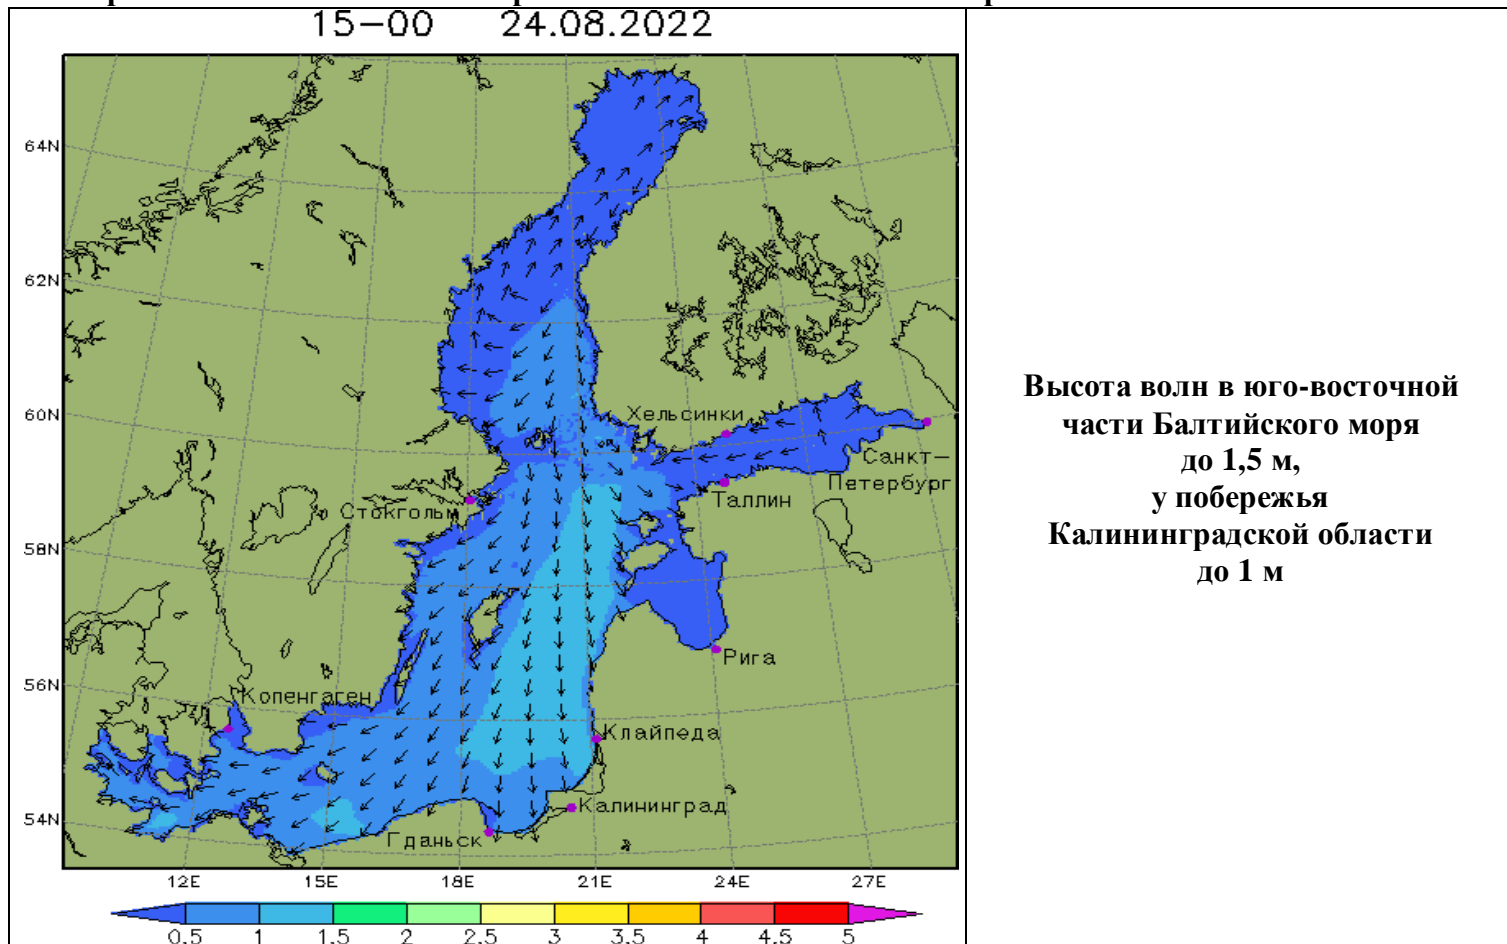 15-00 24.08.2022
64N
62N
60N
58N
56N
54N
Хельсинки
Санкт-
Петербург
Таллин
Стокгольм
Рига
Копенгаген
Клайпеда
Калининград
Гданьск
12E 15E 18E 21E 24E 27E
0.5 1 1.5 2 2.5 3 3.5 4 4.5 5
Высота волн в юго-восточной
части Балтийского моря
до 1,5 м,
у побережья
Калининградской области
до 1 м